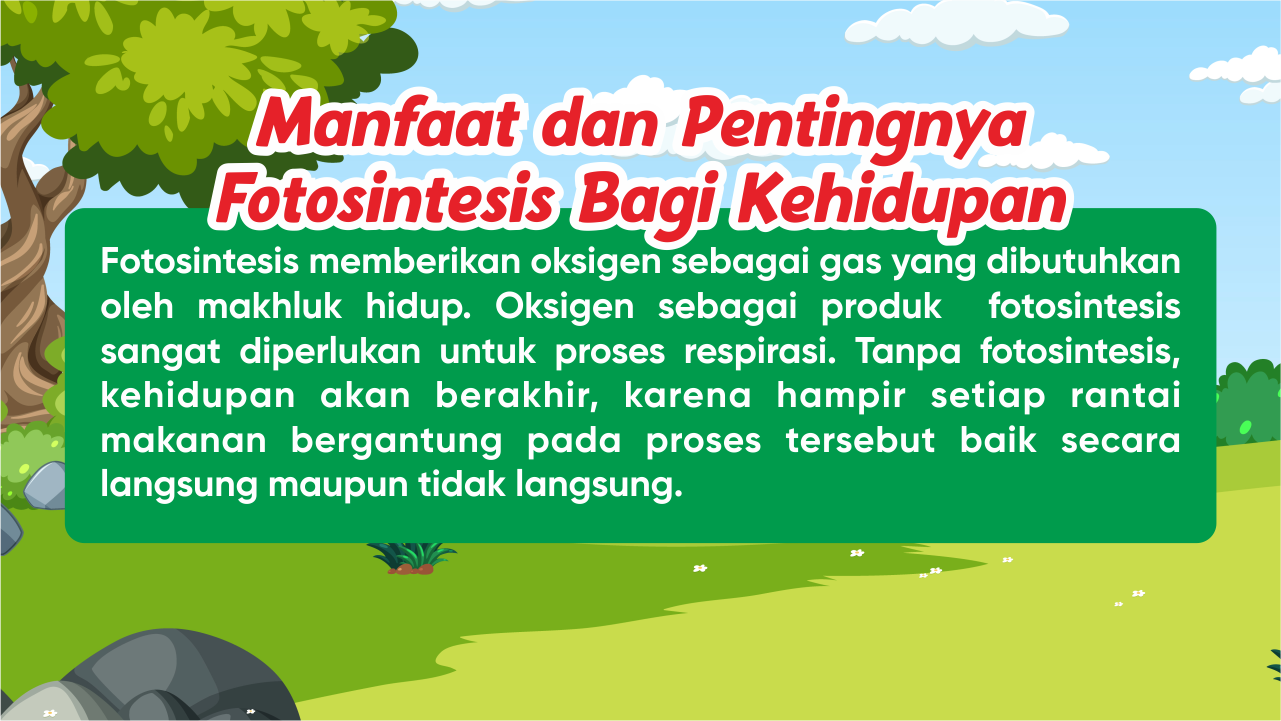 Manfaat dan Pentingnya
Fotosintesis Bagi Kehidupan
Fotosintesis memberikan oksigen sebagai gas yang dibutuhkan
oleh makhluk hidup. Oksigen sebagai produk fotosintesis
sangat diperlukan untuk proses respirasi. Tanpa fotosintesis,
kehidupan akan berakhir, karena hampir setiap rantai
makanan bergantung pada proses tersebut baik secara
langsung maupun tidak langsung.